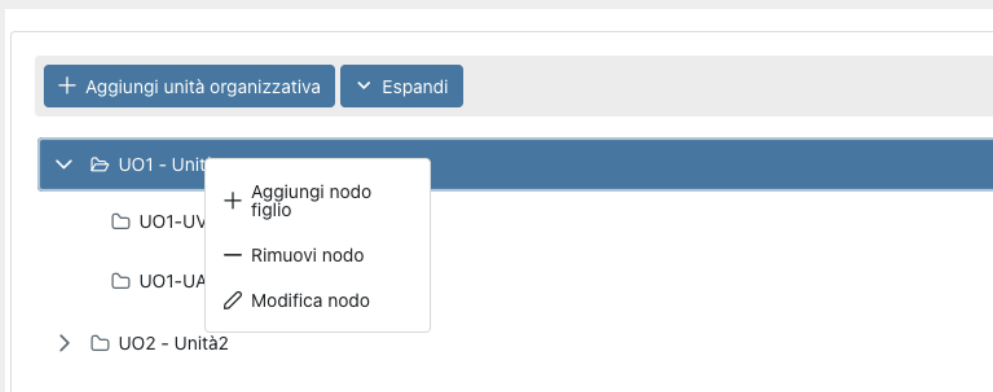 Aggiungi unità organizzativa
Espandi
UO1 - Unit
Aggiungi nodo
figlio
UO1-UV
Rimuovi nodo
UO1-UA
Modifica nodo
UO2 - Unità2